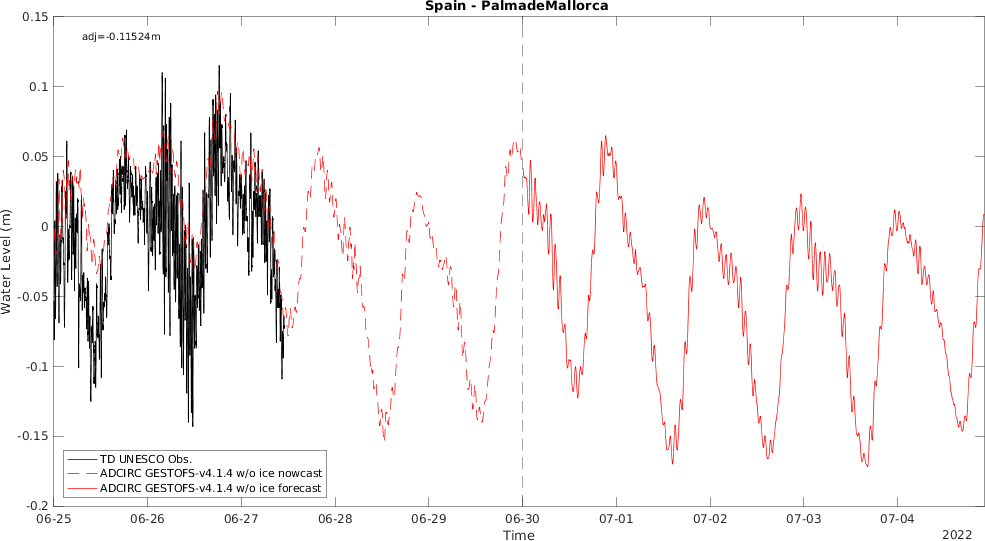 Spain - PalmadeMallorca
adj=-0.11524m
0.15
0.1
0.05
0
-0.05
-0.1
-0.15
-0.2
Water Level (m)
TD UNESCO Obs.
ADCIRC GESTOFS-v4.1.4 w/o ice nowcast
ADCIRC GESTOFS-v4.1.4 w/o ice forecast
06-25 06-26 06-27 06-28 06-29 06-30 07-01 07-02 07-03 07-04
Time
2022